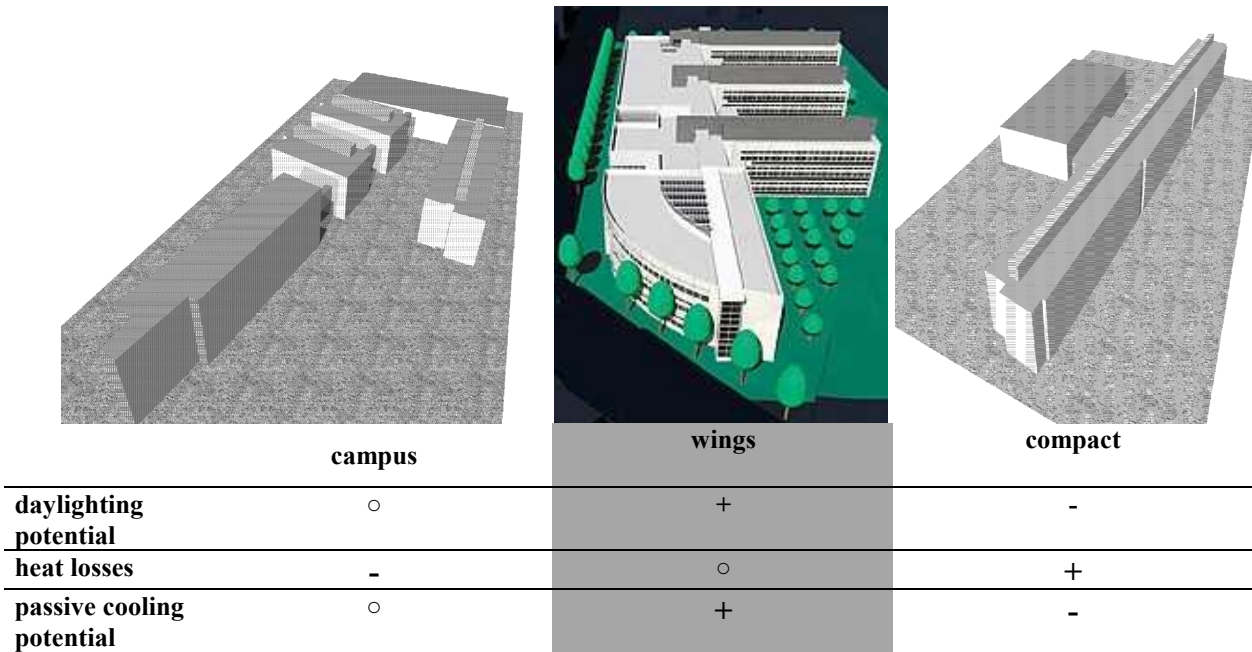 campus wings compact
daylighting potential ○ + -
heat losses - ○ +
passive cooling potential ○ + -